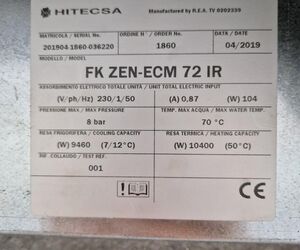 HITECSA
Manufactured by R.E.A. TV 0202339
MATRICOLA / SERIAL No. ORDINE N° / ORDER No. DATA / DATE
201904-1860-036220 1860 04/2019
MODELLO / MODEL
FK ZEN-ECM 72 IR
ASSORBIMENTO ELETTRICO TOTALE UNITÀ / UNIT TOTAL ELECTRIC INPUT
(V/ph/Hz) 230/1/50 (A) 0,87 (W) 104
PRESSIONE MAX / MAX PRESSURE TEMP. MAX ACQUA / MAX WATER TEMP.
8 bar 70 °C
RESA FRIGORIFERA / COOLING CAPACITY RESA TERMICA / HEATING CAPACITY
(W) 9460 (7/12°C) (W) 10400 (50°C)
RIF. COLLAUDO / TEST REF.
001
CE